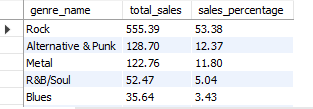 genre_name total_sales sales_percentage
Rock 555.39 53.38
Alternative & Punk 128.70 12.37
Metal 122.76 11.80
R&B/Soul 52.47 5.04
Blues 35.64 3.43